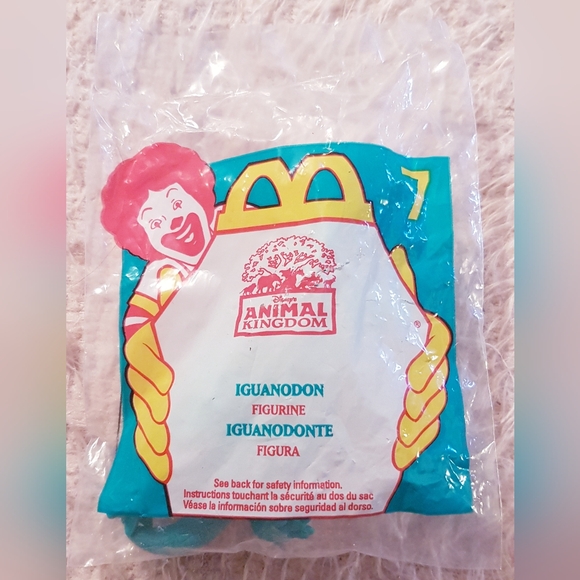 7
Disney's
ANIMAL
KINGDOM
®
IGUANODON
FIGURINE
IGUANODONTE
FIGURA
See back for safety information.
Instructions touchant la sécurité au dos du sac
Véase la información sobre seguridad al dorso.